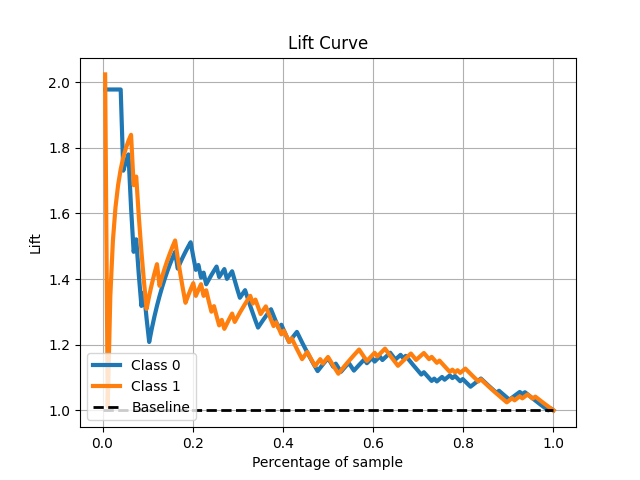 Lift Curve
2.0
1.8
1.6
1.4
1.2
1.0
Lift
Class 0
Class 1
Baseline
0.0 0.2 0.4 0.6 0.8 1.0
Percentage of sample